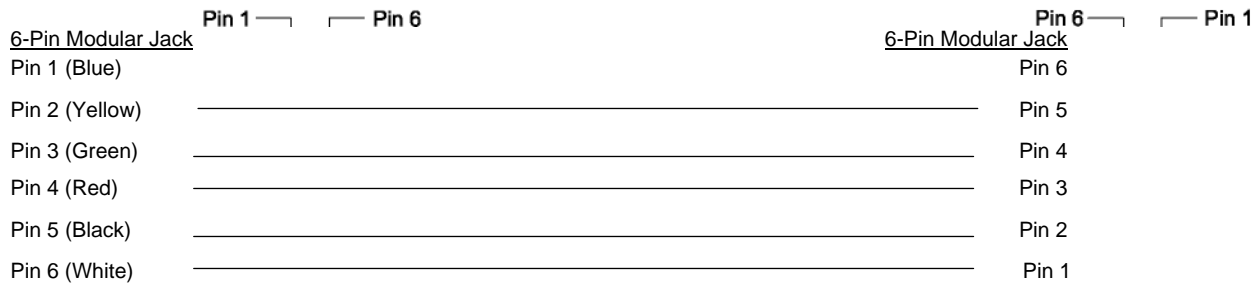 Pin 1 Pin 6 Pin 6 Pin 1
6-Pin Modular Jack 6-Pin Modular Jack
Pin 1 (Blue) Pin 6
Pin 2 (Yellow) Pin 5
Pin 3 (Green) Pin 4
Pin 4 (Red) Pin 3
Pin 5 (Black) Pin 2
Pin 6 (White) Pin 1